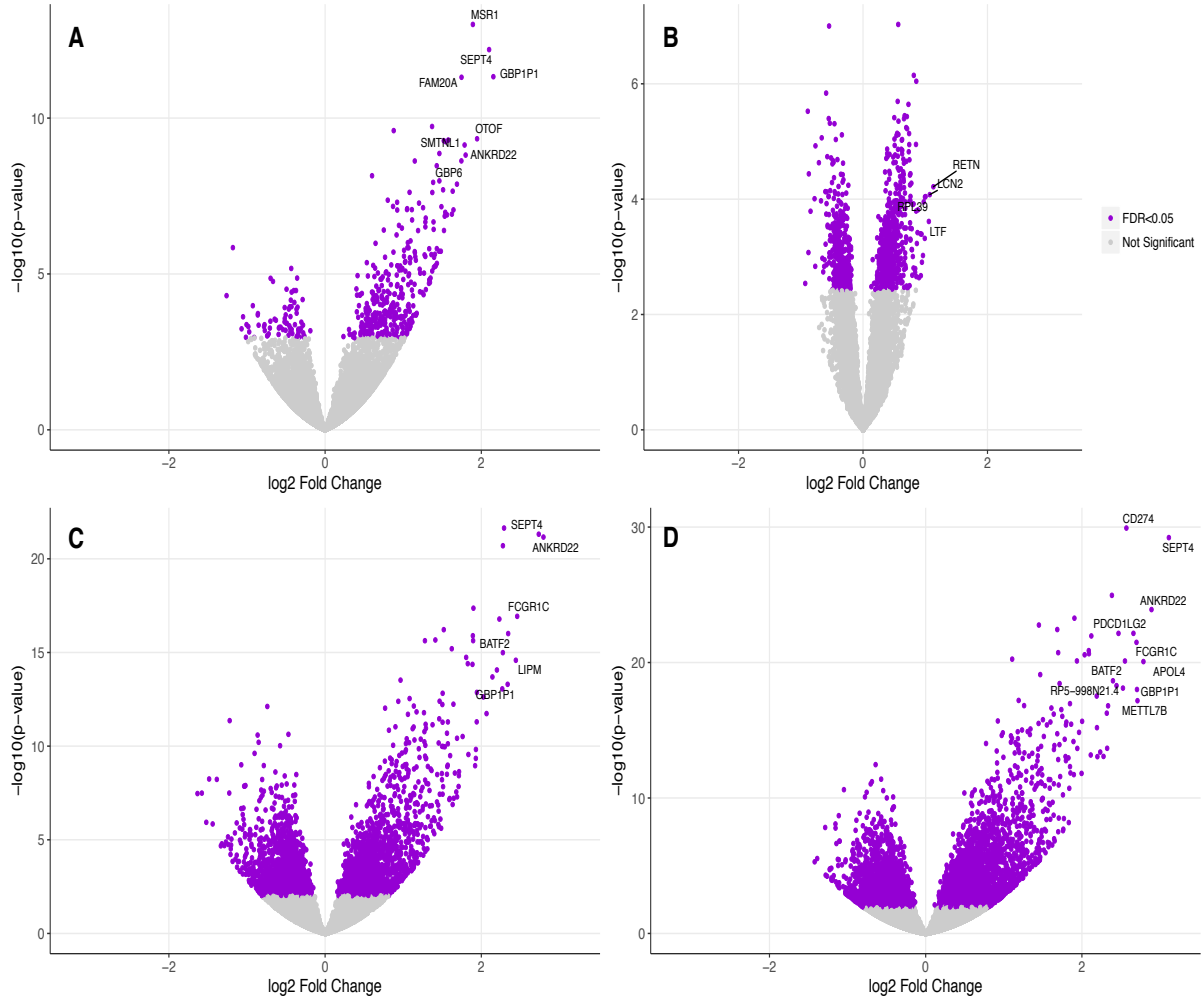 A
MSR1
SEPT4
GBP1P1
FAM20A
OTOF
SMTNL1
ANKRD22
GBP6
10
5
0
−2
0
2
−log10(p−value)
log2 Fold Change
B
RETN
LCN2
RPL39
LTF
6
4
2
0
−2
0
2
−log10(p−value)
log2 Fold Change
FDR<0.05
Not Significant
C
SEPT4
ANKRD22
FCGR1C
BATF2
LIPM
GBP1P1
20
15
10
5
0
−2
0
2
−log10(p−value)
log2 Fold Change
D
CD274
SEPT4
ANKRD22
PDCD1LG2
FCGR1C
BATF2
APOL4
RP5−998N21.4
GBP1P1
METTL7B
30
20
10
0
−2
0
2
−log10(p−value)
log2 Fold Change